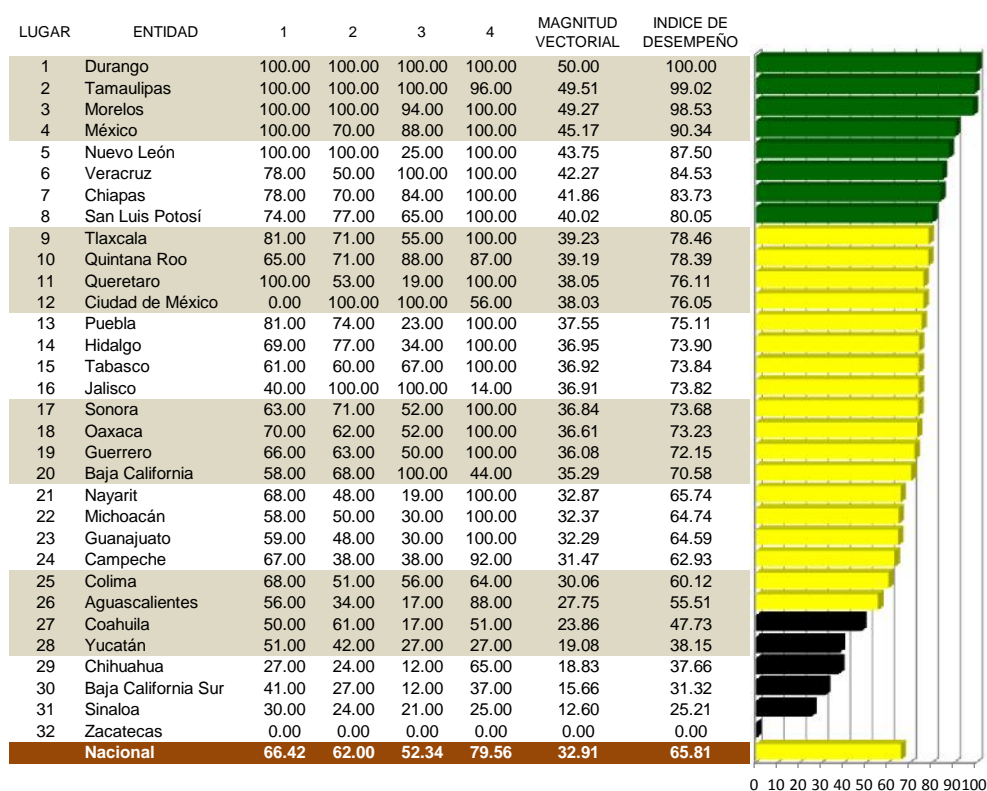 LUGAR ENTIDAD 1 2 3 4 MAGNITUD VECTORIAL INDICE DE DESEMPEÑO
1 Durango 100.00 100.00 100.00 100.00 50.00 100.00
2 Tamaulipas 100.00 100.00 100.00 96.00 49.51 99.02
3 Morelos 100.00 100.00 94.00 100.00 49.27 98.53
4 México 100.00 70.00 88.00 100.00 45.17 90.34
5 Nuevo León 100.00 100.00 25.00 100.00 43.75 87.50
6 Veracruz 78.00 50.00 100.00 100.00 42.27 84.53
7 Chiapas 78.00 70.00 84.00 100.00 41.86 83.73
8 San Luis Potosí 74.00 77.00 65.00 100.00 40.02 80.05
9 Tlaxcala 81.00 71.00 55.00 100.00 39.23 78.46
10 Quintana Roo 65.00 71.00 88.00 87.00 39.19 78.39
11 Queretaro 100.00 53.00 19.00 100.00 38.05 76.11
12 Ciudad de México 0.00 100.00 100.00 56.00 38.03 76.05
13 Puebla 81.00 74.00 23.00 100.00 37.55 75.11
14 Hidalgo 69.00 77.00 34.00 100.00 36.95 73.90
15 Tabasco 61.00 60.00 67.00 100.00 36.92 73.84
16 Jalisco 40.00 100.00 100.00 14.00 36.91 73.82
17 Sonora 63.00 71.00 52.00 100.00 36.84 73.68
18 Oaxaca 70.00 62.00 52.00 100.00 36.61 73.23
19 Guerrero 66.00 63.00 50.00 100.00 36.08 72.15
20 Baja California 58.00 68.00 100.00 44.00 35.29 70.58
21 Nayarit 68.00 48.00 19.00 100.00 32.87 65.74
22 Michoacán 58.00 50.00 30.00 100.00 32.37 64.74
23 Guanajuato 59.00 48.00 30.00 100.00 32.29 64.59
24 Campeche 67.00 38.00 38.00 92.00 31.47 62.93
25 Colima 68.00 51.00 56.00 64.00 30.06 60.12
26 Aguascalientes 56.00 34.00 17.00 88.00 27.75 55.51
27 Coahuila 50.00 61.00 17.00 51.00 23.86 47.73
28 Yucatán 51.00 42.00 27.00 27.00 19.08 38.15
29 Chihuahua 27.00 24.00 12.00 65.00 18.83 37.66
30 Baja California Sur 41.00 27.00 12.00 37.00 15.66 31.32
31 Sinaloa 30.00 24.00 21.00 25.00 12.60 25.21
32 Zacatecas 0.00 0.00 0.00 0.00 0.00 0.00
Nacional 66.42 62.00 52.34 79.56 32.91 65.81
0 10 20 30 40 50 60 70 80 90 100